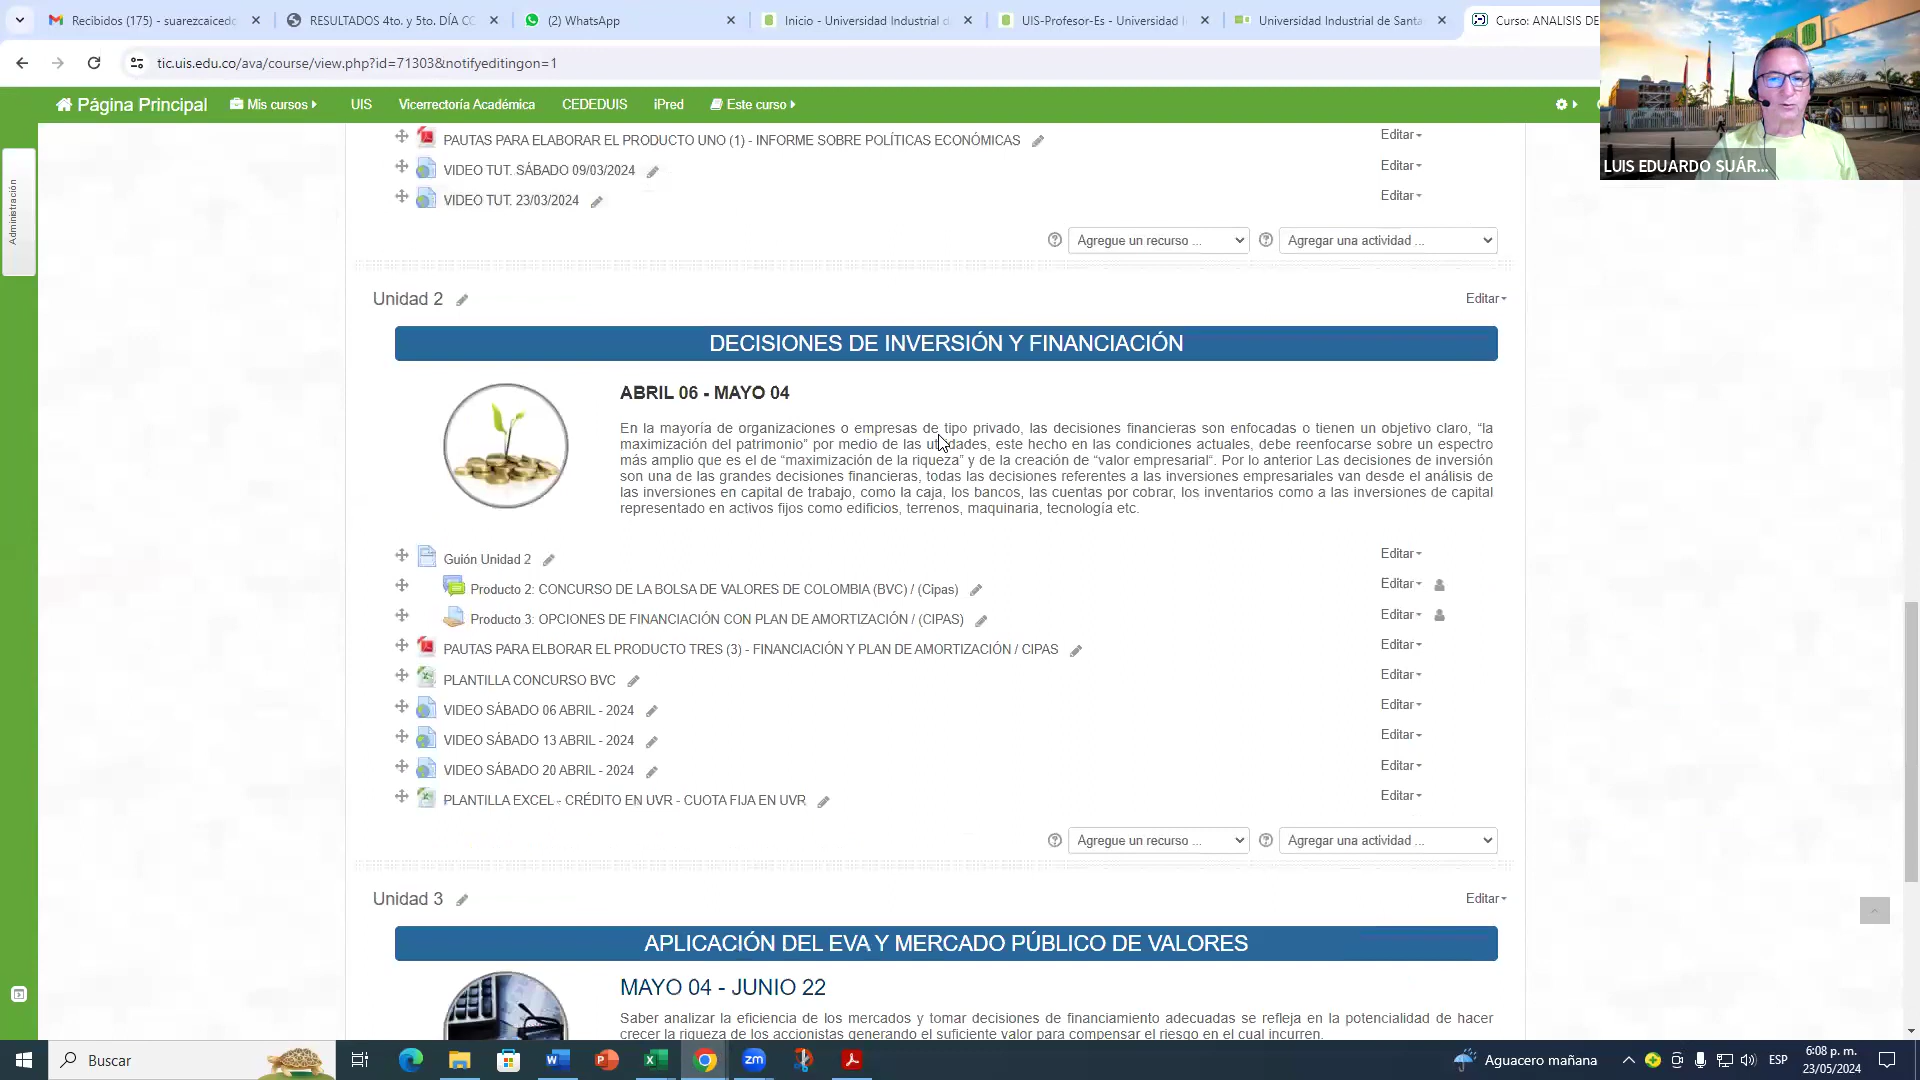 Recibidos (175) - suarezcaicedo
RESULTADOS 4to. y 5to. DÍA CO
(2) WhatsApp
Inicio - Universidad Industrial d
UIS-Profesor-Es - Universidad I
Universidad Industrial de Santa
Curso: ANALISIS DE
tic.uis.edu.co/ava/course/view.php?id=71303&notifyeditingon=1
Página Principal
Mis cursos
UIS
Vicerrectoría Académica
CEDEDUIS
iPred
Este curso
LUIS EDUARDO SUÁR...
Administración
PAUTAS PARA ELABORAR EL PRODUCTO UNO (1) - INFORME SOBRE POLÍTICAS ECONÓMICAS
Editar
VIDEO TUT. SÁBADO 09/03/2024
Editar
VIDEO TUT. 23/03/2024
Editar
Agregue un recurso ...
Agregar una actividad ...
Unidad 2
Editar
DECISIONES DE INVERSIÓN Y FINANCIACIÓN
ABRIL 06 - MAYO 04
En la mayoría de organizaciones o empresas de tipo privado, las decisiones financieras son enfocadas o tienen un objetivo claro, “la
maximización del patrimonio” por medio de las utilidades, este hecho en las condiciones actuales, debe reenfocarse sobre un espectro
más amplio que es el de “maximización de la riqueza” y de la creación de “valor empresarial“. Por lo anterior Las decisiones de inversión
son una de las grandes decisiones financieras, todas las decisiones referentes a las inversiones empresariales van desde el análisis de
las inversiones en capital de trabajo, como la caja, los bancos, las cuentas por cobrar, los inventarios como a las inversiones de capital
representado en activos fijos como edificios, terrenos, maquinaria, tecnología etc.
Guión Unidad 2
Editar
Producto 2: CONCURSO DE LA BOLSA DE VALORES DE COLOMBIA (BVC) / (Cipas)
Editar
Producto 3: OPCIONES DE FINANCIACIÓN CON PLAN DE AMORTIZACIÓN / (CIPAS)
Editar
PAUTAS PARA ELBORAR EL PRODUCTO TRES (3) - FINANCIACIÓN Y PLAN DE AMORTIZACIÓN / CIPAS
Editar
PLANTILLA CONCURSO BVC
Editar
VIDEO SÁBADO 06 ABRIL - 2024
Editar
VIDEO SÁBADO 13 ABRIL - 2024
Editar
VIDEO SÁBADO 20 ABRIL - 2024
Editar
PLANTILLA EXCEL - CRÉDITO EN UVR - CUOTA FIJA EN UVR
Editar
Agregue un recurso ...
Agregar una actividad ...
Unidad 3
Editar
APLICACIÓN DEL EVA Y MERCADO PÚBLICO DE VALORES
MAYO 04 - JUNIO 22
Saber analizar la eficiencia de los mercados y tomar decisiones de financiamiento adecuadas se refleja en la potencialidad de hacer
crecer la riqueza de los accionistas generando el suficiente valor para compensar el riesgo en el cual incurren.
Buscar
Aguacero mañana
ESP
6:08 p. m.
23/05/2024